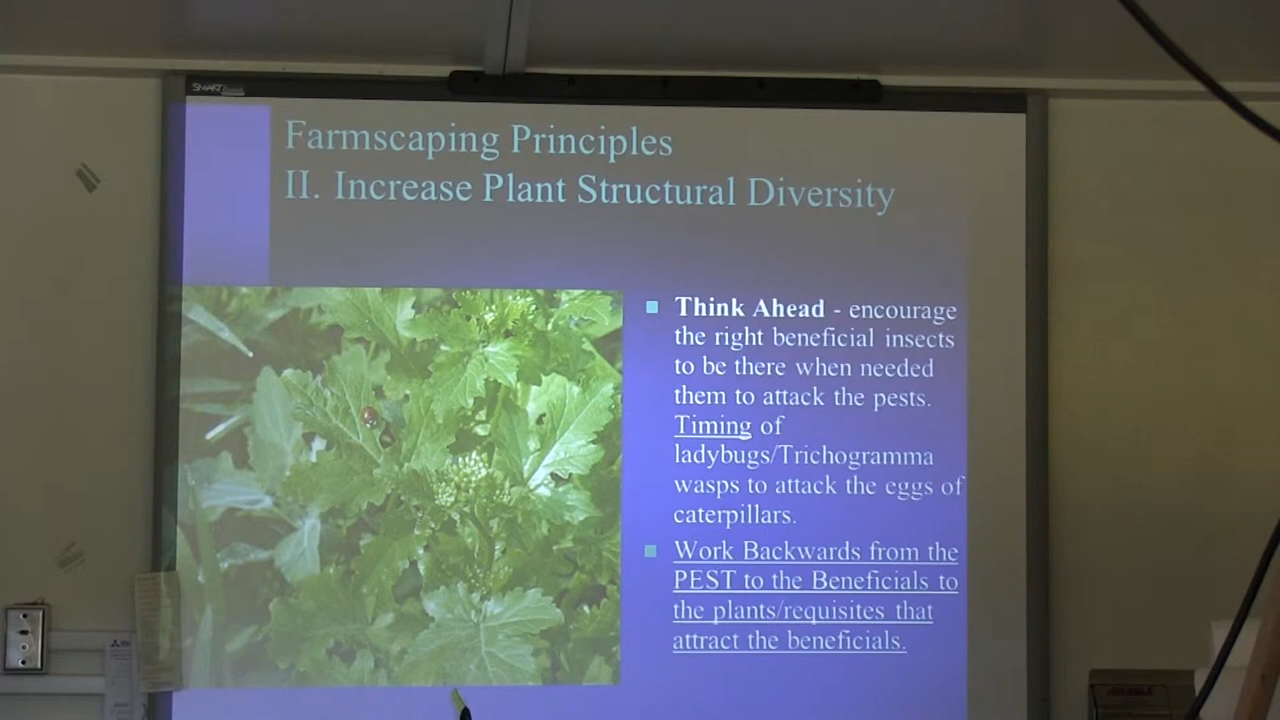 SMART
Farmscaping Principles
II. Increase Plant Structural Diversity
Think Ahead - encourage
the right beneficial insects
to be there when needed
them to attack the pests.
Timing of
ladybugs/Trichogramma
wasps to attack the eggs of
caterpillars.
Work Backwards from the
PEST to the Beneficials to
the plants/requisites that
attract the beneficials.